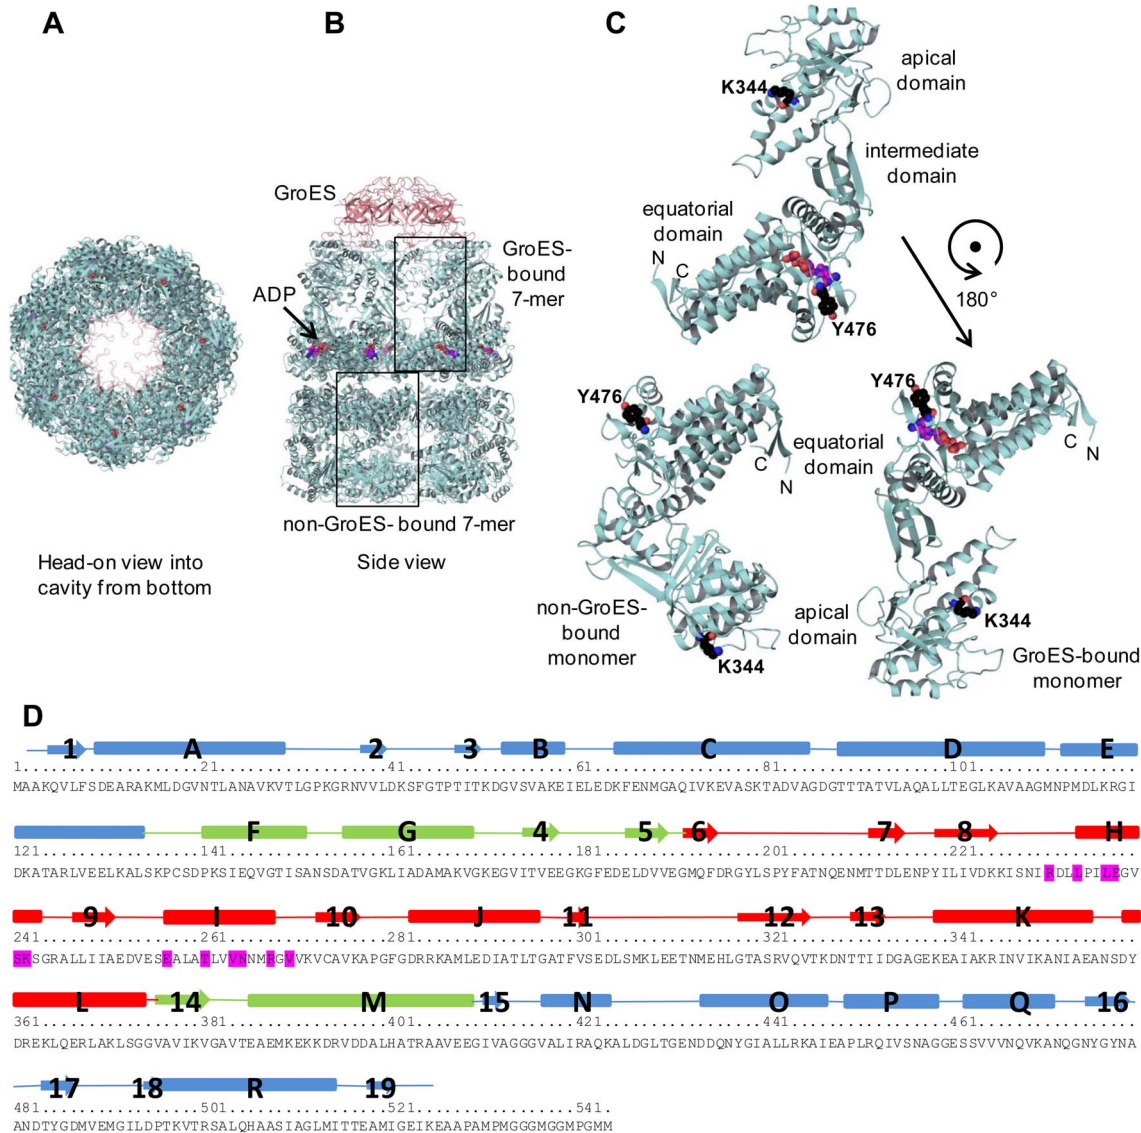 A
B
C
GroES
ADP
GroES-
bound
7-mer
non-GroES- bound 7-mer
Head-on view into
cavity from bottom
Side view
apical
domain
K344
intermediate
domain
equatorial
domain
N
C
Y476
180°
Y476
C
N
equatorial
domain
non-GroES-
bound
monomer
K344
Y476
C
N
apical
domain
K344
GroES-bound
monomer
D
1 A 2 3 B C D E
1...................21..................41..................61..................81..................101.................
MAAKQVLFSDEARAKMLDGVNTLANAVKVTLGPKGRNVVLDKSFGTPTITKDGVSVAKEIELEDKFENMGAQIVKEVASKTADVAGDGTTTATVLAQALLTEGLKAVAAGMNPMDLKRGI
F G 4 5 6 7 8 H
121.................141.................161.................181.................201.................221.................
DKATARLVEELKALSKPCSDPKSIEQVGTISANSDATVGKLIAEAMAKVGKEGVITVEEGKGFEDELDVVEGMQFDRGYLSPYFATNQENMTTDLENPYILIVDKKISNIRDLLPILEGV
9 I 10 J 11 12 13 K
241.................261.................281.................301.................321.................341.................
SKSGRALLIIAEDVESEALATLVVNNMRGVVKVCAVKAPGFGDRRKAMLEDIATLTGATFVSEDLSMKLEETNMEHLGTASRVQVTKDNTTIIDGAGEKEAIAKRINVIKANIAEANSDY
L 14 M 15 N O P Q 16
361.................381.................401.................421.................441.................461.................
DREKLQERLAKLSGGVAVIKVGAVTEAEMKEKKDRVDDALHATRAAVEEGIVAGGGVALIRAQKALDGLTGENDDQNYGIALLRKAIEAPLRQIVSNAGGESSVVVNQVKANQGNYGYNA
17 18 R 19
481.................501.................521.................541.
ANDTYGDMVEMGILDPTKVTRSALQHAASIAGLMITTEAMIGEIKEAAPAMPMGGGMGGMPGMM